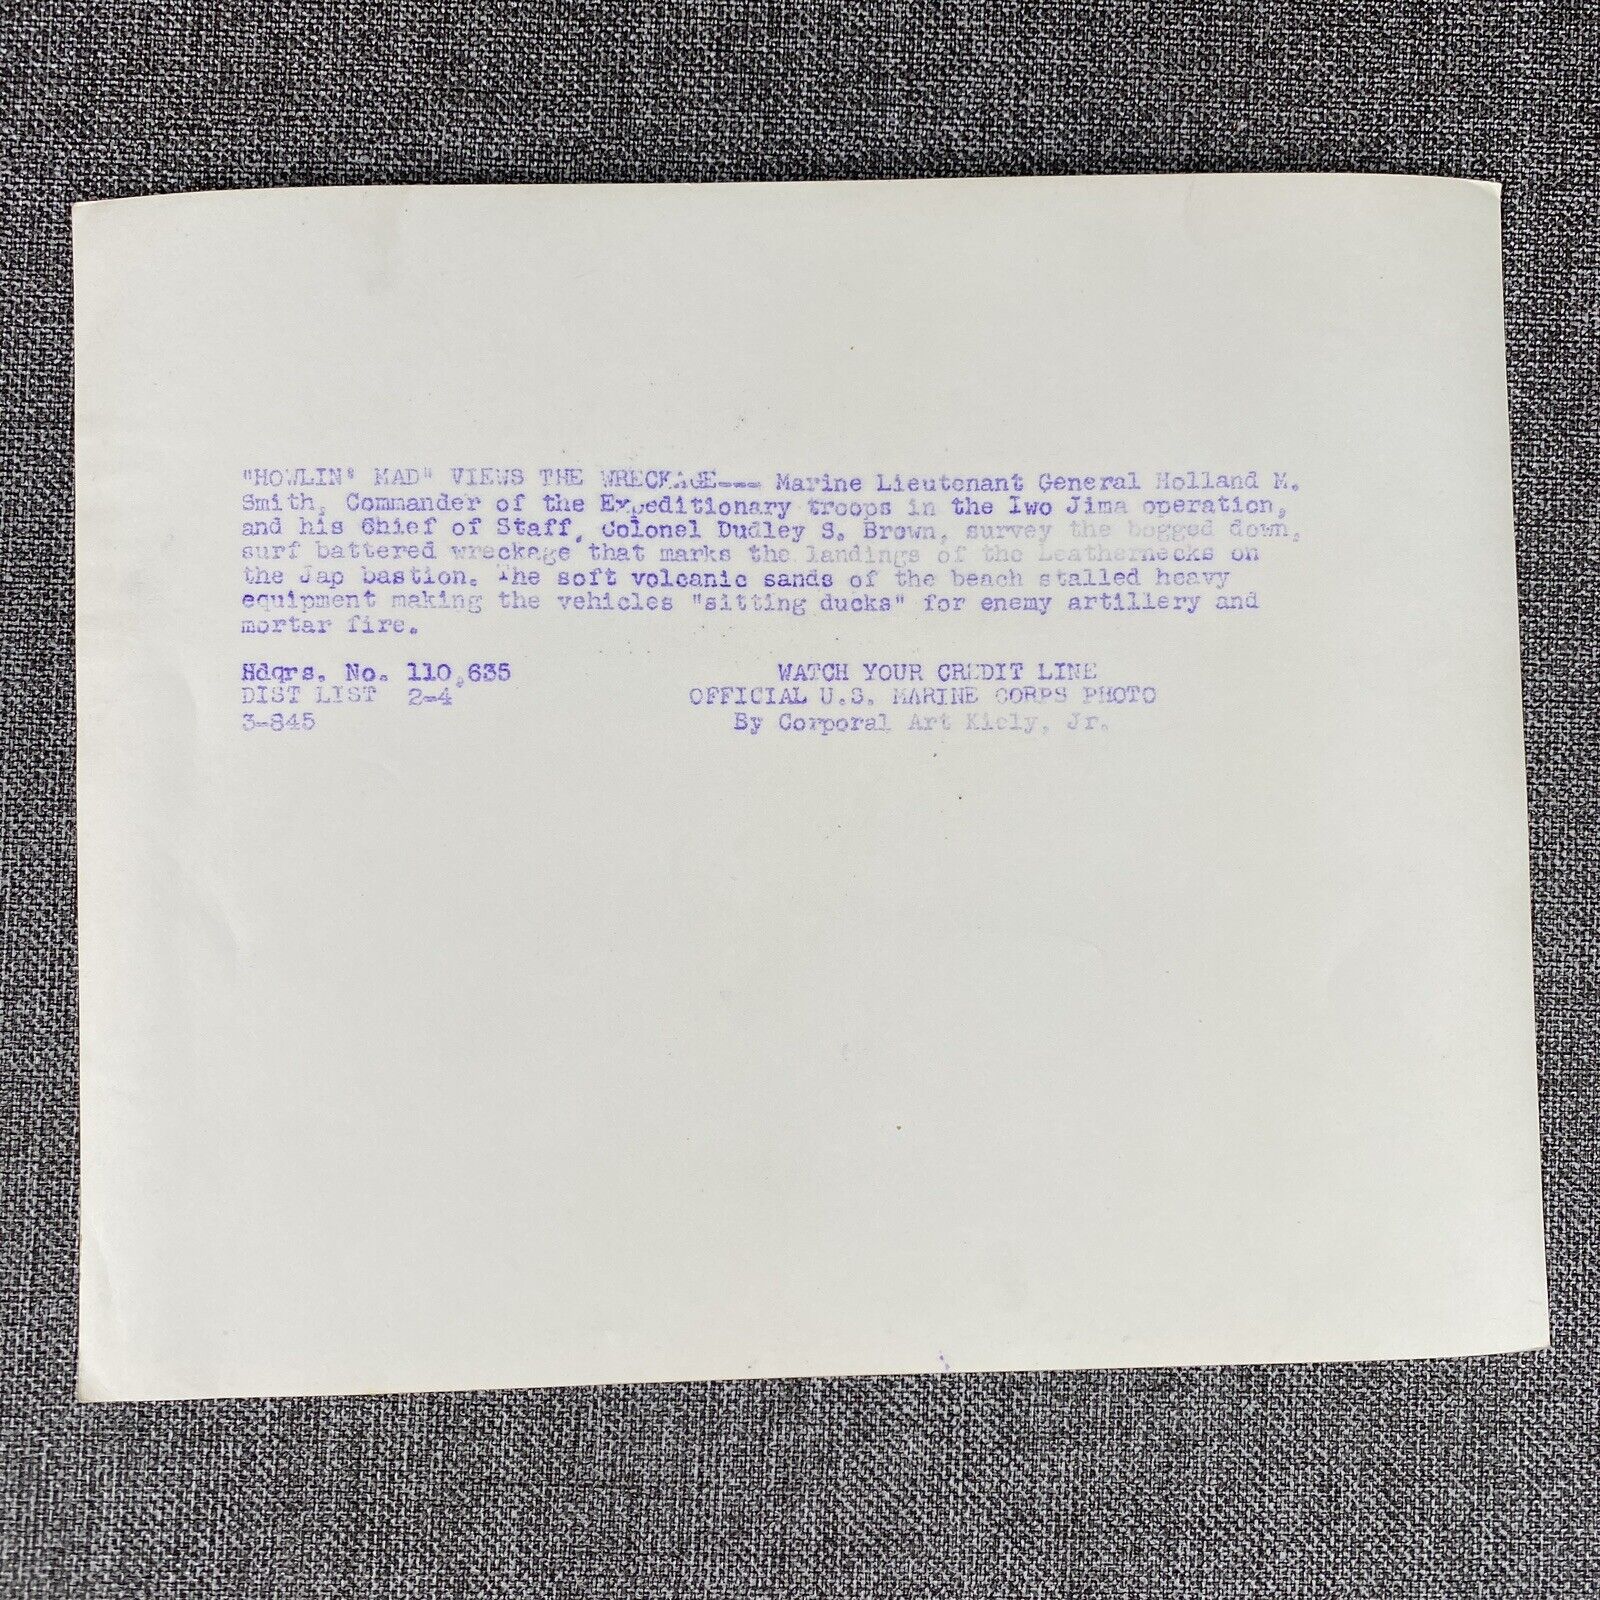 "HOWLIN' MAD" VIEWS THE WRECKAGE--- Marine Lieutenant General Holland M.
Smith, Commander of the Expeditionary troops in the Iwo Jima operation,
and his Chief of Staff, Colonel Dudley S. Brown, survey the bogged down,
surf battered wreckage that marks the landings of the Leathernecks on
the Jap bastion. The soft volcanic sands of the beach stalled heavy
equipment making the vehicles "sitting ducks" for enemy artillery and
mortar fire.
Hdqrs. No. 110,635 WATCH YOUR CREDIT LINE
DIST LIST 2-4 OFFICIAL U.S. MARINE CORPS PHOTO
3-845 By Corporal Art Kiely, Jr.